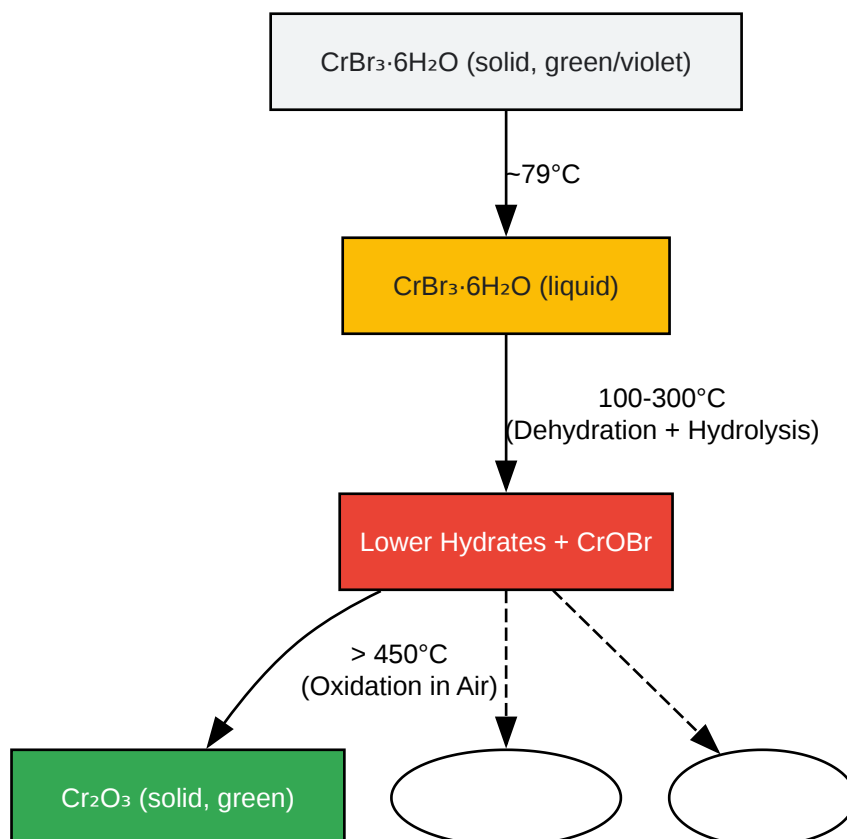 CrBr₃·6H₂O (solid, green/violet)
~79°C
CrBr₃·6H₂O (liquid)
100-300°C
(Dehydration + Hydrolysis)
Lower Hydrates + CrOBr
> 450°C
(Oxidation in Air)
Cr₂O₃ (solid, green)